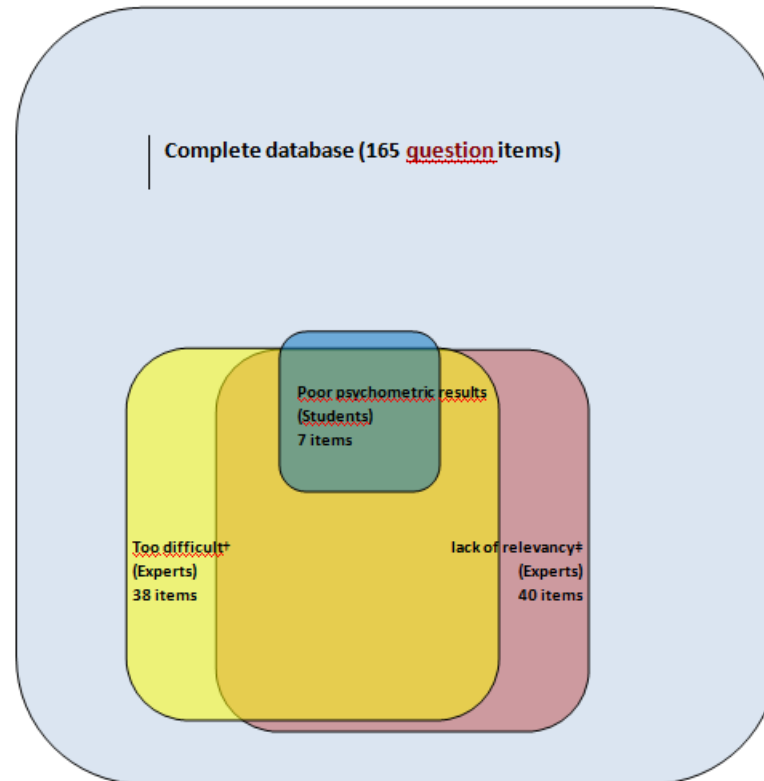 Complete database (165 question items)
Poor psychometric results
(Students)
7 items
Too difficult†
(Experts)
38 items
lack of relevancy‡
(Experts)
40 items